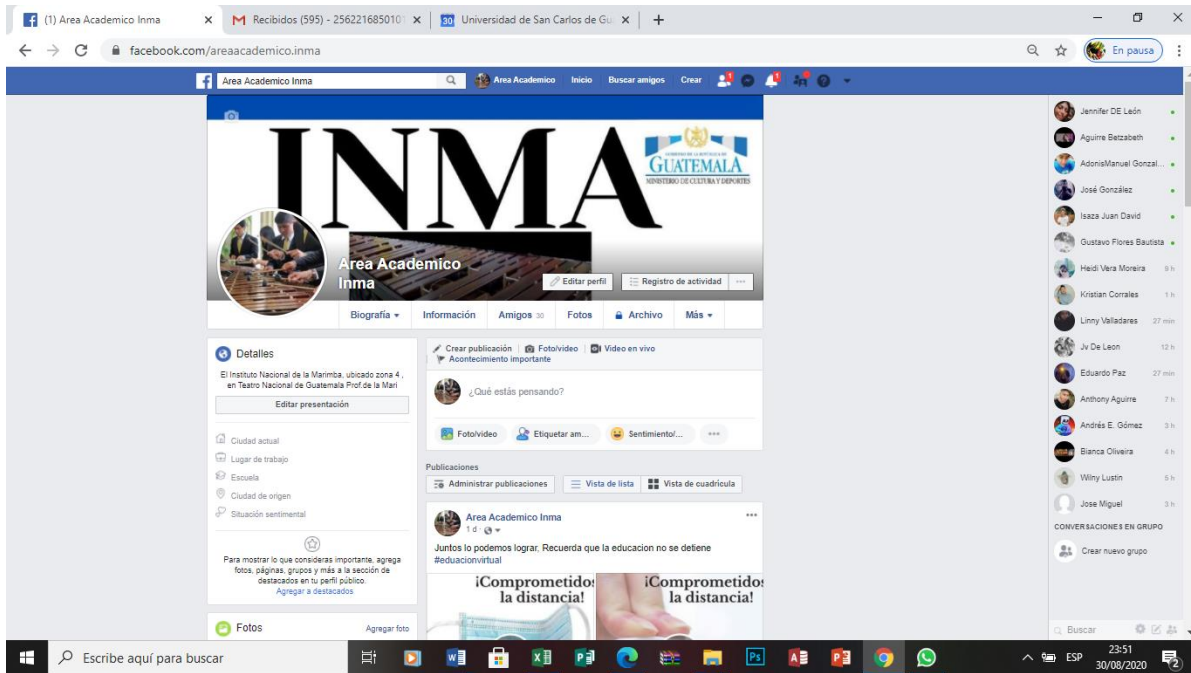 (1) Area Academico Inma
Recibidos (595) - 2562216850101
Universidad de San Carlos de Gu
facebook.com/areaacademico.inma
En pausa
Area Academico Inma
Area Academico Inicio Buscar amigos Crear
INMA
GUATEMALA
MINISTERIO DE CULTURA Y DEPORTES
Area Academico
Inma
Editar perfil
Registro de actividad
Biografía Información Amigos 30 Fotos Archivo Más
Detalles
El Instituto Nacional de la Marimba, ubicado zona 4 ,
en Teatro Nacional de Guatemala Prof.de la Mari
Editar presentación
Ciudad actual
Lugar de trabajo
Escuela
Ciudad de origen
Situación sentimental
Para mostrar lo que consideras importante, agrega
fotos, páginas, grupos y más a la sección de
destacados en tu perfil público.
Agregar a destacados
Fotos
Agregar foto
Crear publicación Foto/video Video en vivo
Acontecimiento importante
¿Qué estás pensando?
Foto/video Etiquetar am... Sentimiento/...
Publicaciones
Administrar publicaciones Vista de lista Vista de cuadrícula
Area Academico Inma
1 d
Juntos lo podemos lograr, Recuerda que la educacion no se detiene
#eduacionvirtual
¡Comprometidos
la distancia!
¡Comprometidos
la distancia!
Jennifer DE León
Aguirre Betzabeth
AdonisManuel Gonzal...
José González
Isaza Juan David
Gustavo Flores Bautista
Heidi Vera Moreira 9 h
Kristian Corrales 1 h
Linny Valladares 37 min
Jv De Leon 12 h
Eduardo Paz 27 min
Anthony Aguirre 7 h
Andrés E. Gómez 3 h
Bianca Oliveira 4 h
Wilny Lustin 5 h
Jose Miguel 3 h
CONVERSACIONES EN GRUPO
Crear nuevo grupo
Buscar
Escribe aquí para buscar
ESP
23:51
30/08/2020